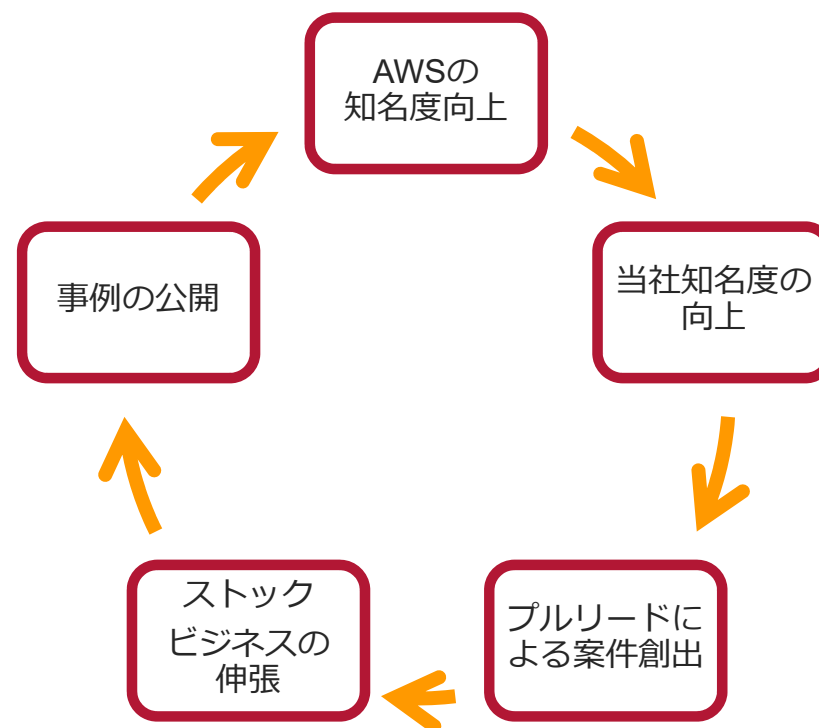 AWSの
知名度向上
当社知名度の
向上
プルリードに
よる案件創出
ストック
ビジネスの
伸張
事例の公開